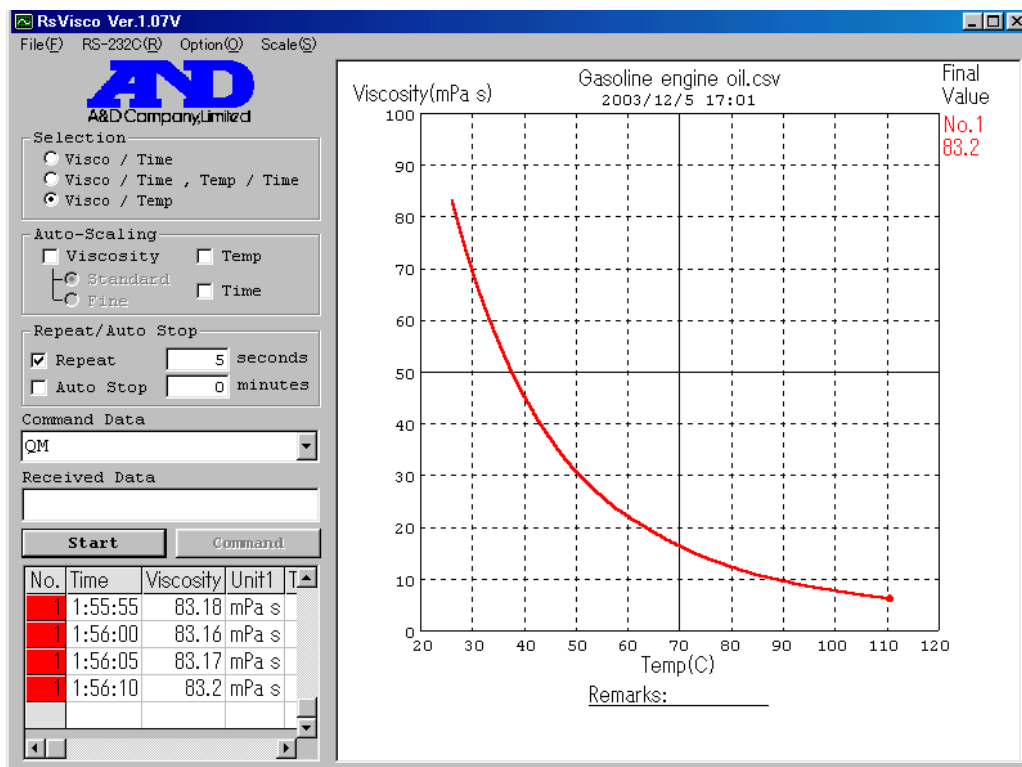 RsVisco Ver.1.07V
File(F) RS-232C(R) Option(O) Scale(S)
AND
A&D Company,Limited
Selection
Visco / Time
Visco / Time , Temp / Time
Visco / Temp
Auto-Scaling
Viscosity Temp
Standard
Fine
Time
Repeat/Auto Stop
Repeat 5 seconds
Auto Stop 0 minutes
Command Data
QM
Received Data
Start Command
No. Time Viscosity Unit1 T
1 1:55:55 83.18 mPa s
1 1:56:00 83.16 mPa s
1 1:56:05 83.17 mPa s
1 1:56:10 83.2 mPa s
Viscosity(mPa s)
Gasoline engine oil.csv
2003/12/5 17:01
Final
Value
No.1
83.2
100
90
80
70
60
50
40
30
20
10
0
20 30 40 50 60 70 80 90 100 110 120
Temp(C)
Remarks: